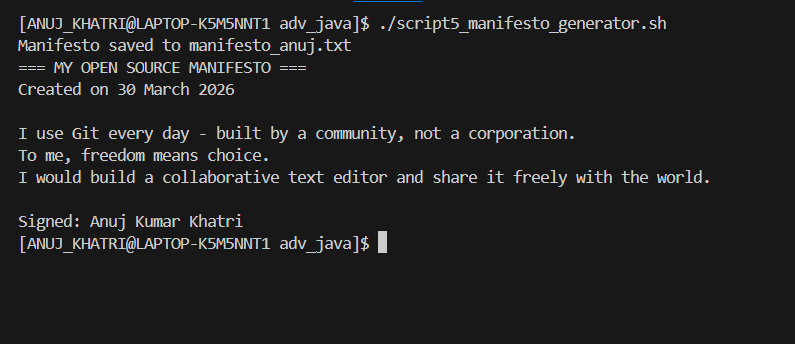 [ANUJ_KHATRI@LAPTOP-K5M5NNT1 adv_java]$ ./script5_manifesto_generator.sh
Manifesto saved to manifesto_anuj.txt
=== MY OPEN SOURCE MANIFESTO ===
Created on 30 March 2026
I use Git every day - built by a community, not a corporation.
To me, freedom means choice.
I would build a collaborative text editor and share it freely with the world.
Signed: Anuj Kumar Khatri
[ANUJ_KHATRI@LAPTOP-K5M5NNT1 adv_java]$